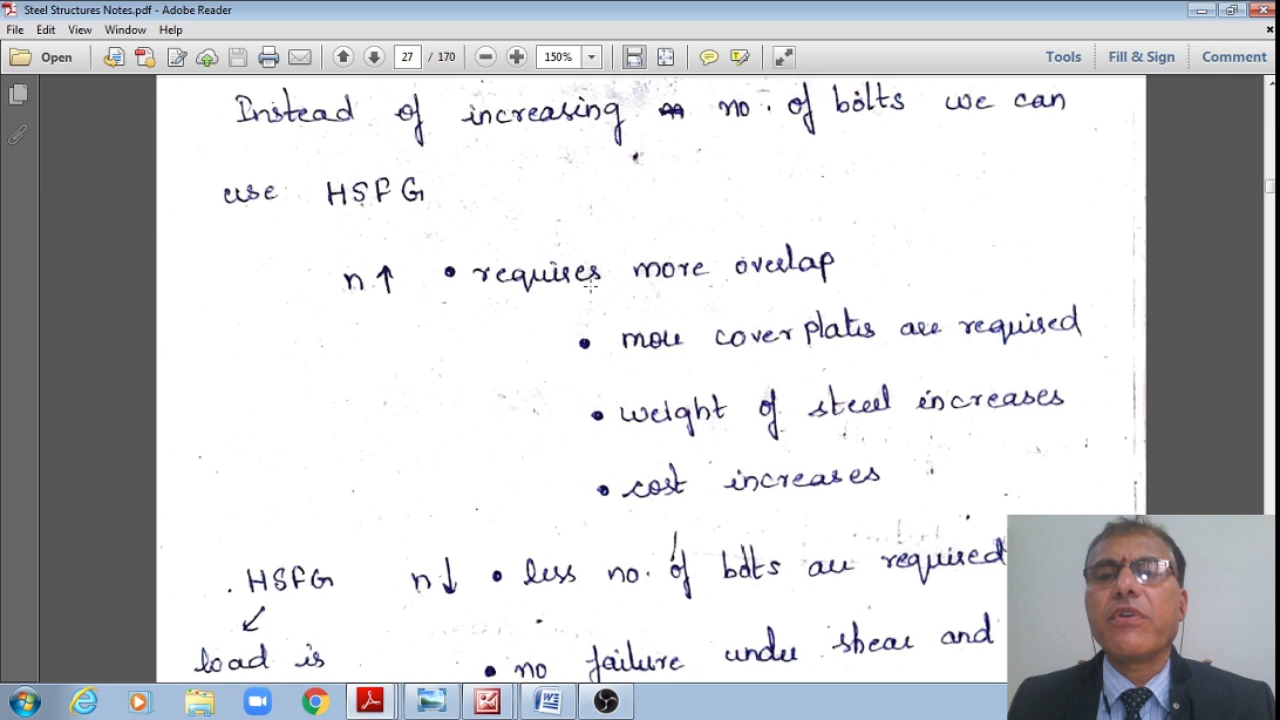 Steel Structures Notes.pdf - Adobe Reader
File Edit View Window Help
Open 27 / 170 150% Tools Fill & Sign Comment
Instead of increasing no. of bolts we can
use HSFG
n↑ • requires more overlap
• more cover plates are required
• weight of steel increases
• cost increases
. HSFG n↓ • less no. of bolts are required
load is • no failure under shear and